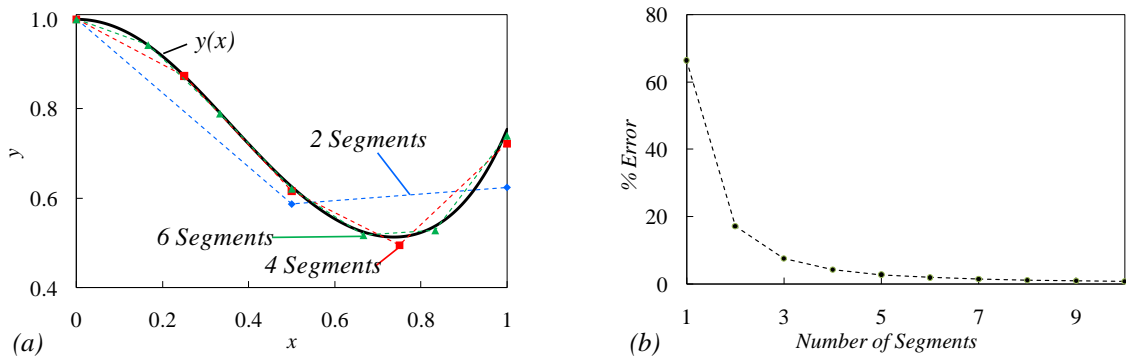 1.0
0.8
0.6
0.4
y
y(x)
2 Segments
6 Segments
4 Segments
0
0.2
0.4
0.6
0.8
1
x
(a)
80
60
40
20
0
% Error
1
3
5
7
9
Number of Segments
(b)